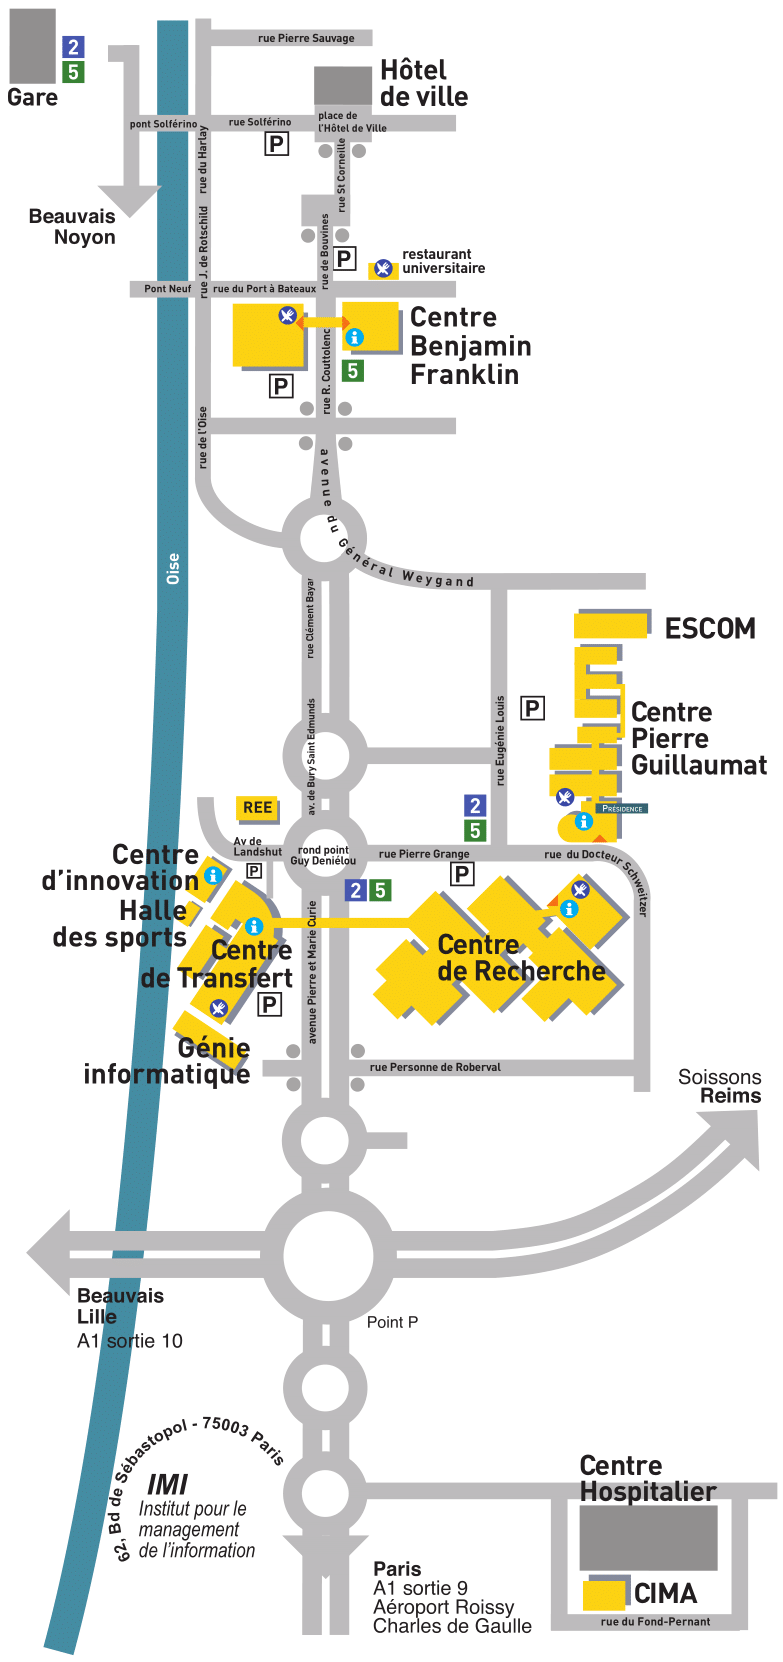 rue Pierre Sauvage
2
5
Gare
Hôtel
de ville
pont Solférino
rue Solférino
place de
l'Hôtel de Ville
P
rue du Harlay
rue St Corneille
Beauvais
Noyon
rue J. de Rotschild
rue de Bouvines
P
restaurant
universitaire
Pont Neuf
rue du Port à Bateaux
i
Centre
Benjamin
Franklin
rue R. Couttolenc
5
P
rue de l'Oise
avenue du Général Weygand
Oise
rue Clément Bayar
ESCOM
rue Eugénie Louis
P
Centre
Pierre
Guillaumat
av. de Bury Saint Edmunds
REE
2
5
PRÉSIDENCE
i
Av de
Landshut
rond point
Guy Deniélou
rue Pierre Grange
rue du Docteur Schweitzer
Centre
d'innovation
i
P
P
2
5
Halle
des sports
i
i
Centre
de Transfert
Centre
de Recherche
avenue Pierre et Marie Curie
P
Génie
informatique
rue Personne de Roberval
Soissons
Reims
Beauvais
Lille
A1 sortie 10
Point P
62, Bd de Sébastopol - 75003 Paris
IMI
Institut pour le
management
de l'information
Centre
Hospitalier
Paris
A1 sortie 9
Aéroport Roissy
Charles de Gaulle
CIMA
rue du Fond-Pernant